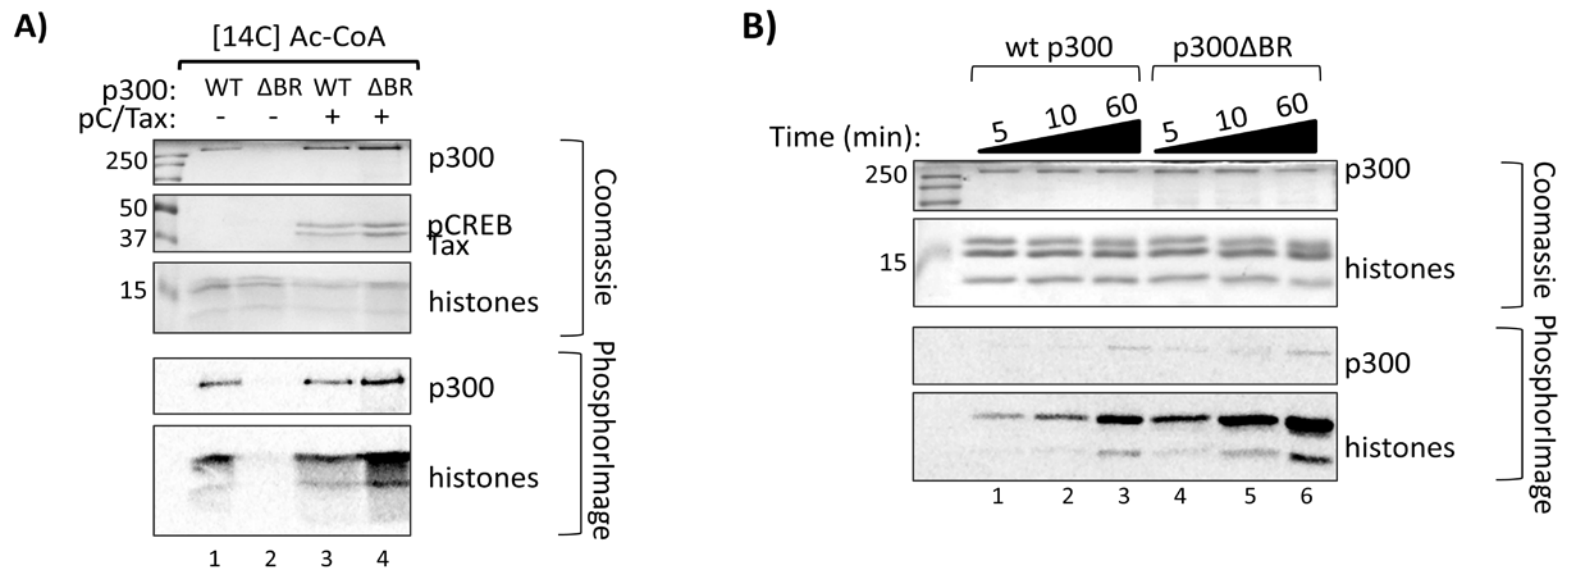 A)
[14C] Ac-CoA
p300: WT ΔBR WT ΔBR
pC/Tax: - - + +
250 p300
50 pCREB
37 Tax
15 histones
Coomassie
p300
histones
PhosphorImage
1 2 3 4
B)
wt p300 p300ΔBR
Time (min): 5 10 60 5 10 60
250 p300
15 histones
Coomassie
p300
histones
PhosphorImage
1 2 3 4 5 6